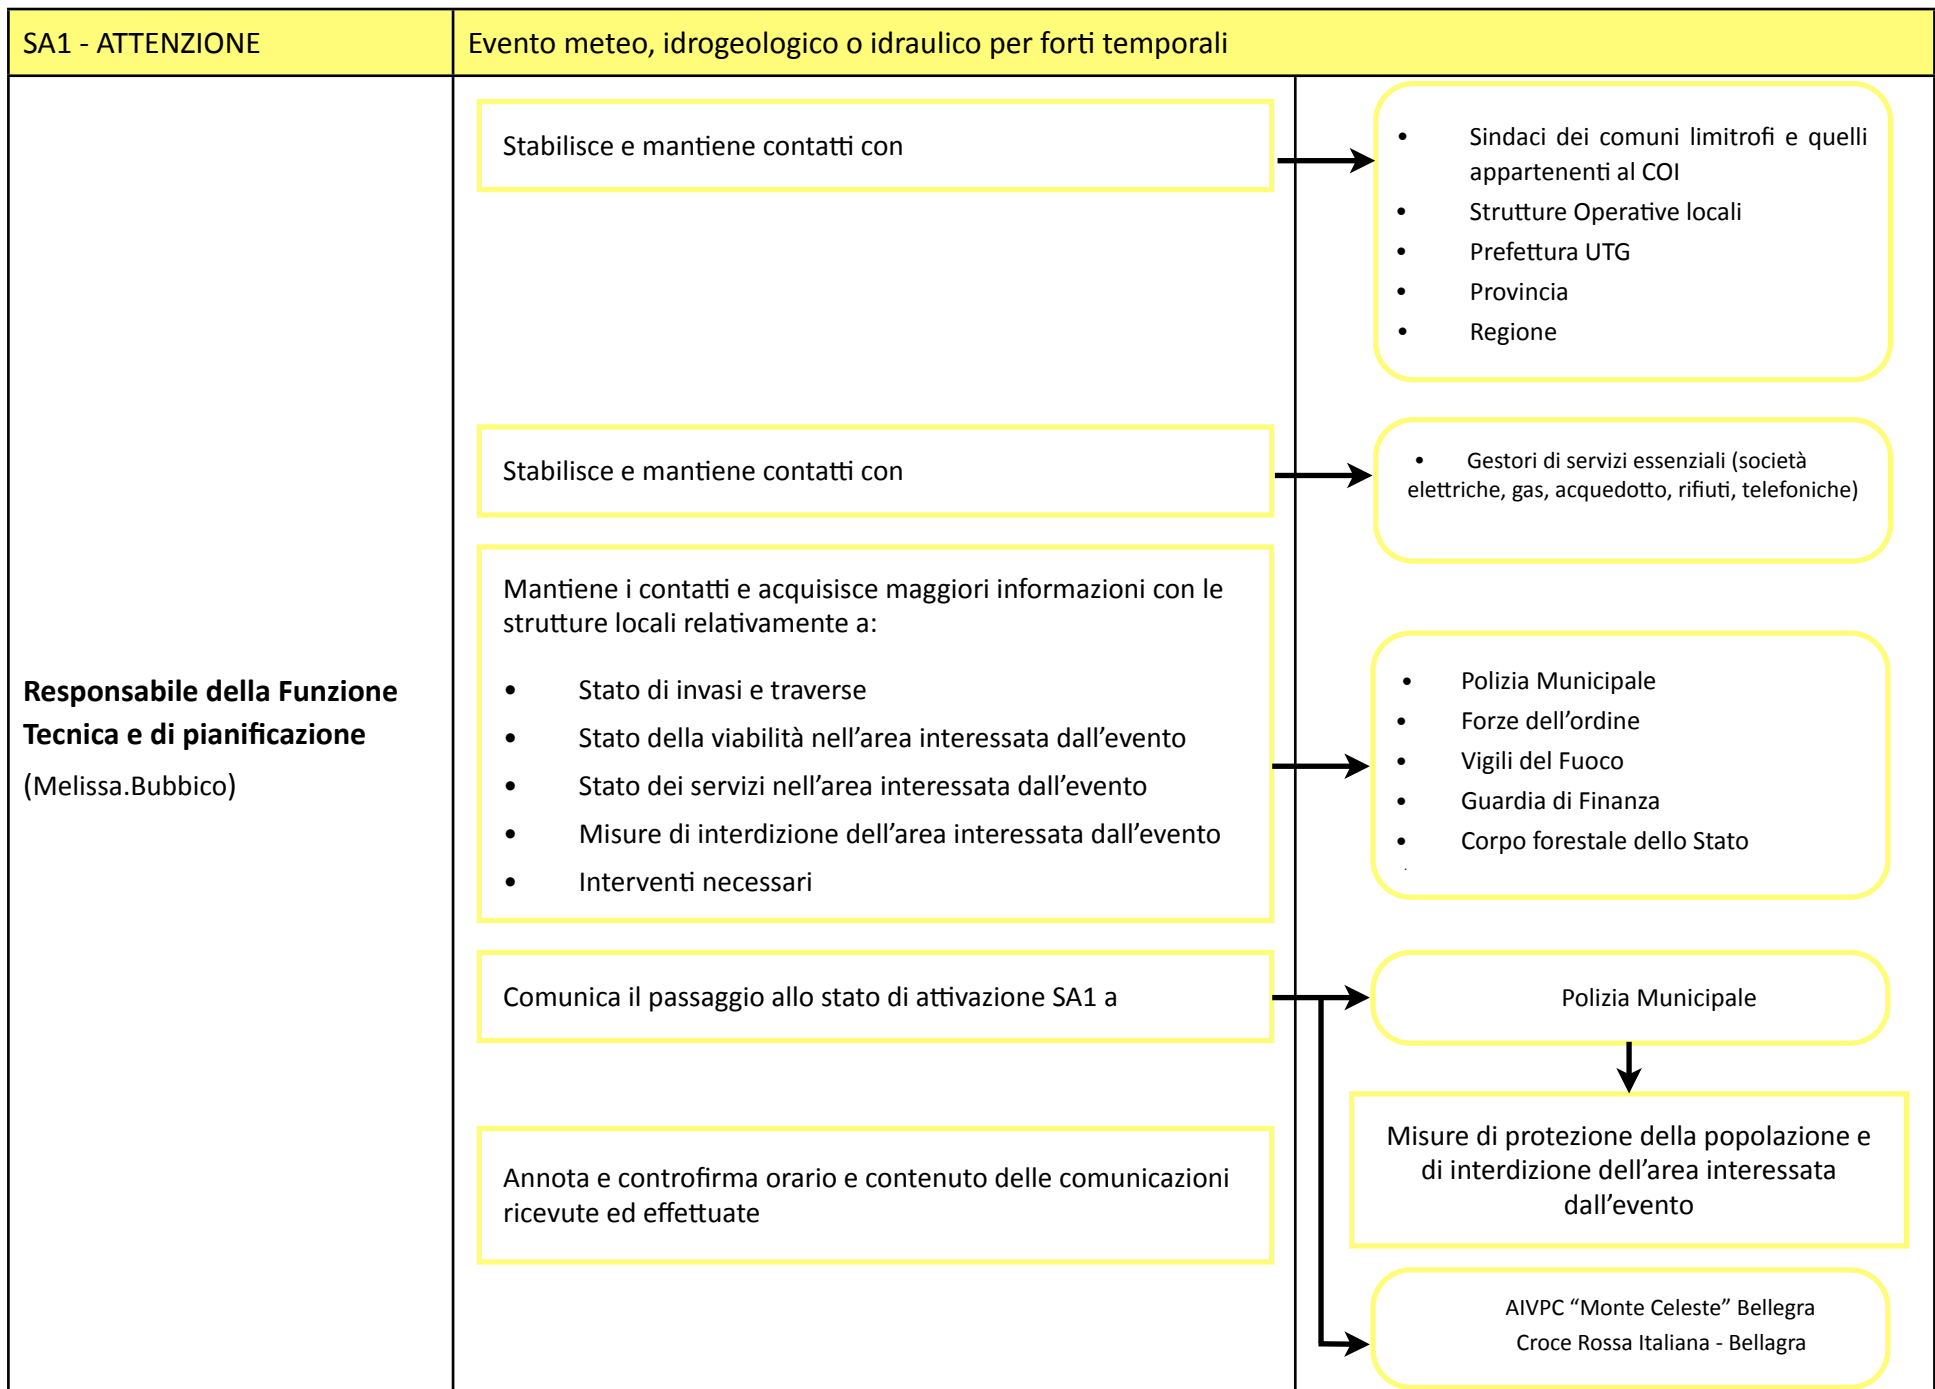 SA1 - ATTENZIONE
Evento meteo, idrogeologico o idraulico per forti temporali
Responsabile della Funzione
Tecnica e di pianificazione
(Melissa.Bubbico)
Stabilisce e mantiene contatti con
• Sindaci dei comuni limitrofi e quelli
appartenenti al COI
• Strutture Operative locali
• Prefettura UTG
• Provincia
• Regione
Stabilisce e mantiene contatti con
• Gestori di servizi essenziali (società
elettriche, gas, acquedotto, rifiuti, telefoniche)
Mantiene i contatti e acquisisce maggiori informazioni con le
strutture locali relativamente a:
• Stato di invasi e traverse
• Stato della viabilità nell'area interessata dall'evento
• Stato dei servizi nell'area interessata dall'evento
• Misure di interdizione dell'area interessata dall'evento
• Interventi necessari
• Polizia Municipale
• Forze dell'ordine
• Vigili del Fuoco
• Guardia di Finanza
• Corpo forestale dello Stato
Comunica il passaggio allo stato di attivazione SA1 a
Polizia Municipale
Misure di protezione della popolazione e
di interdizione dell'area interessata
dall'evento
Annota e controfirma orario e contenuto delle comunicazioni
ricevute ed effettuate
AIVPC “Monte Celeste” Bellegra
Croce Rossa Italiana - Bellagra